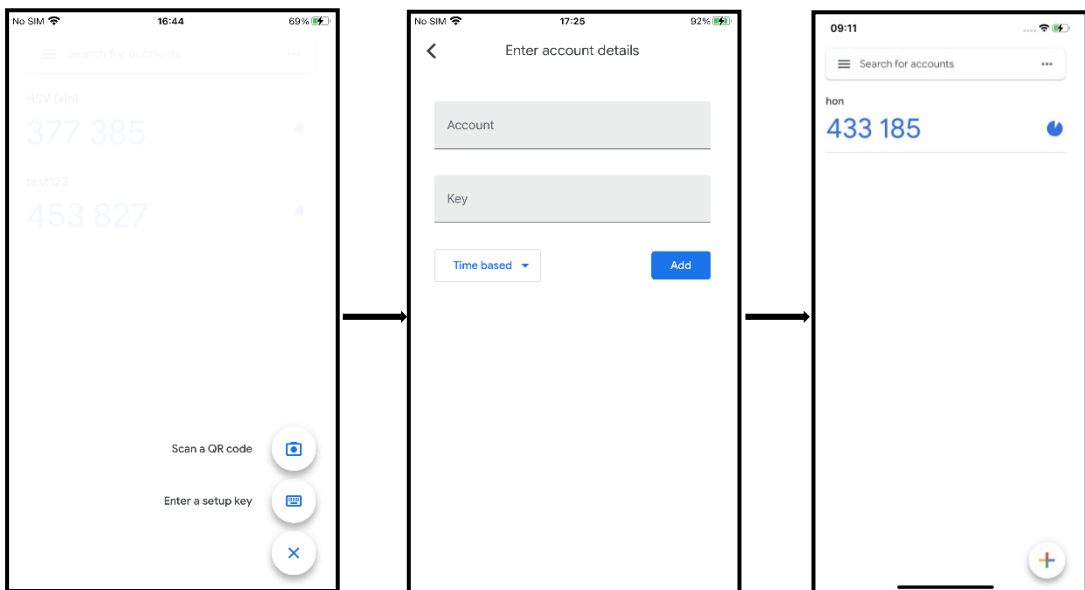 No SIM 16:44 69%
Search for accounts
HSV (xjn)
377 385
test123
453 827
Scan a QR code
Enter a setup key
No SIM 17:25 92%
Enter account details
Account
Key
Time based Add
09:11
Search for accounts
hon
433 185